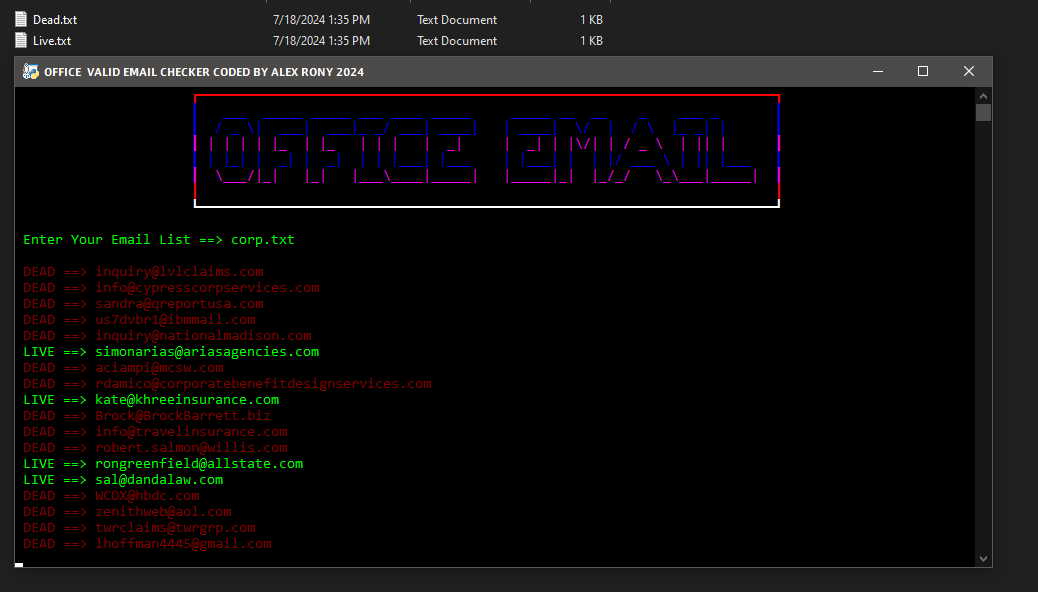 Dead.txt 7/18/2024 1:35 PM Text Document 1 KB
Live.txt 7/18/2024 1:35 PM Text Document 1 KB
OFFICE VALID EMAIL CHECKER CODED BY ALEX RONY 2024
OFFICE EMAIL
Enter Your Email List ==> corp.txt
DEAD ==> inquiry@lvlclaims.com
DEAD ==> info@cypresscorpservices.com
DEAD ==> sandra@qreportusa.com
DEAD ==> us7dvbr1@ibmmail.com
DEAD ==> inquiry@nationalmadison.com
LIVE ==> simonarias@ariasagencies.com
DEAD ==> aciampi@mcsw.com
DEAD ==> rdamico@corporatebenefitdesignservices.com
LIVE ==> kate@khreeinsurance.com
DEAD ==> Brock@BrockBarrett.biz
DEAD ==> info@travelinsurance.com
DEAD ==> robert.salmon@willis.com
LIVE ==> rongreenfield@allstate.com
LIVE ==> sal@dandalaw.com
DEAD ==> WCOX@hbdc.com
DEAD ==> zenithweb@aol.com
DEAD ==> twrclaims@twrgrp.com
DEAD ==> lhoffman4445@gmail.com